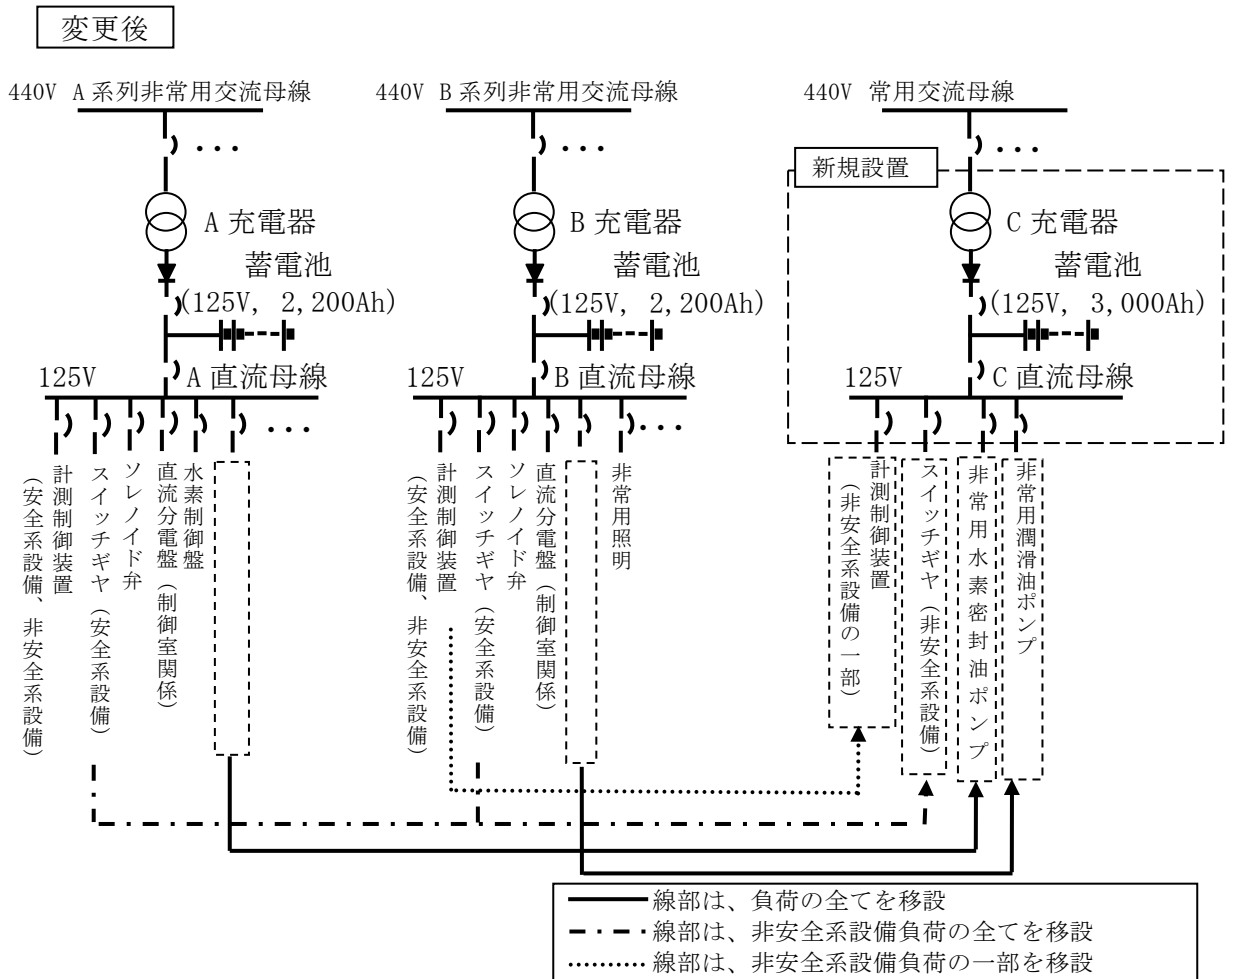 変更後
440V A系列非常用交流母線
440V B系列非常用交流母線
440V 常用交流母線
・・・
・・・
・・・
新規設置
A 充電器
B 充電器
C 充電器
蓄電池
(125V, 2,200Ah)
蓄電池
(125V, 2,200Ah)
蓄電池
(125V, 3,000Ah)
125V
A 直流母線
125V
B 直流母線
125V
C 直流母線
・・・
・・・
計測制御装置
(安全系設備、非安全系設備)
スイッチギヤ(安全系設備)
ソレノイド弁
直流分電盤(制御室関係)
水素制御盤
計測制御装置
(安全系設備、非安全系設備)
スイッチギヤ(安全系設備)
ソレノイド弁
直流分電盤(制御室関係)
非常用照明
計測制御装置
(非安全系設備の一部)
スイッチギヤ(非安全系設備)
非常用水素密封油ポンプ
非常用潤滑油ポンプ
線部は、負荷の全てを移設
線部は、非安全系設備負荷の全てを移設
線部は、非安全系設備負荷の一部を移設